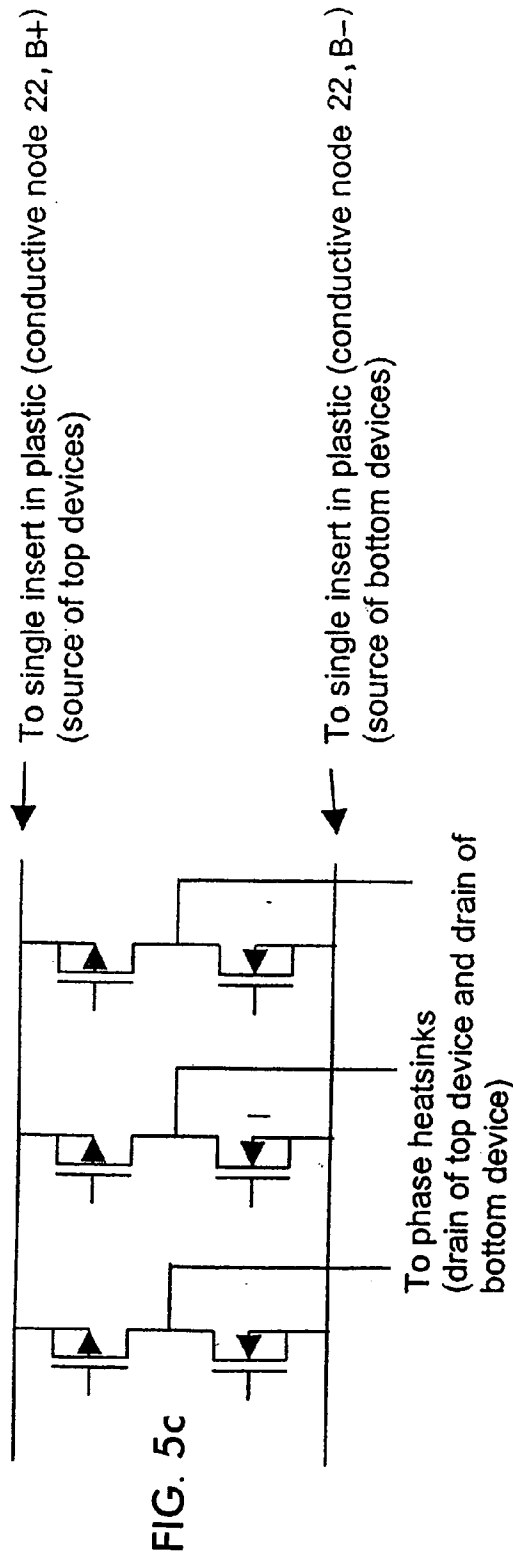 To single insert in plastic (conductive node 22, B+)
(source of top devices)
To single insert in plastic (conductive node 22, B−)
(source of bottom devices)
To phase heatsinks
(drain of top device and drain of
bottom device)
FIG. 5c